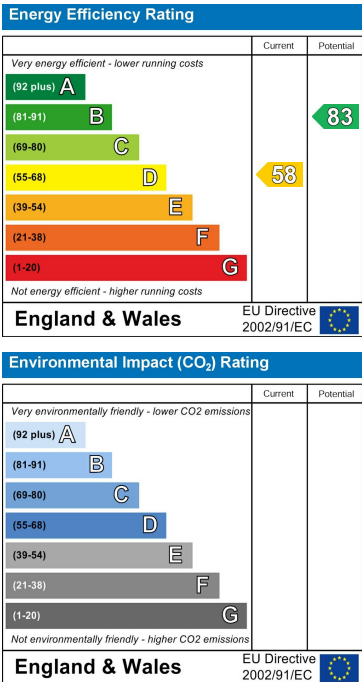 Energy Efficiency Rating
Current Potential
Very energy efficient - lower running costs
(92 plus) A
(81-91) B
83
(69-80) C
(55-68) D
58
(39-54) E
(21-38) F
(1-20) G
Not energy efficient - higher running costs
England & Wales
EU Directive
2002/91/EC
Environmental Impact (CO₂) Rating
Current Potential
Very environmentally friendly - lower CO2 emissions
(92 plus) A
(81-91) B
(69-80) C
(55-68) D
(39-54) E
(21-38) F
(1-20) G
Not environmentally friendly - higher CO2 emissions
England & Wales
EU Directive
2002/91/EC